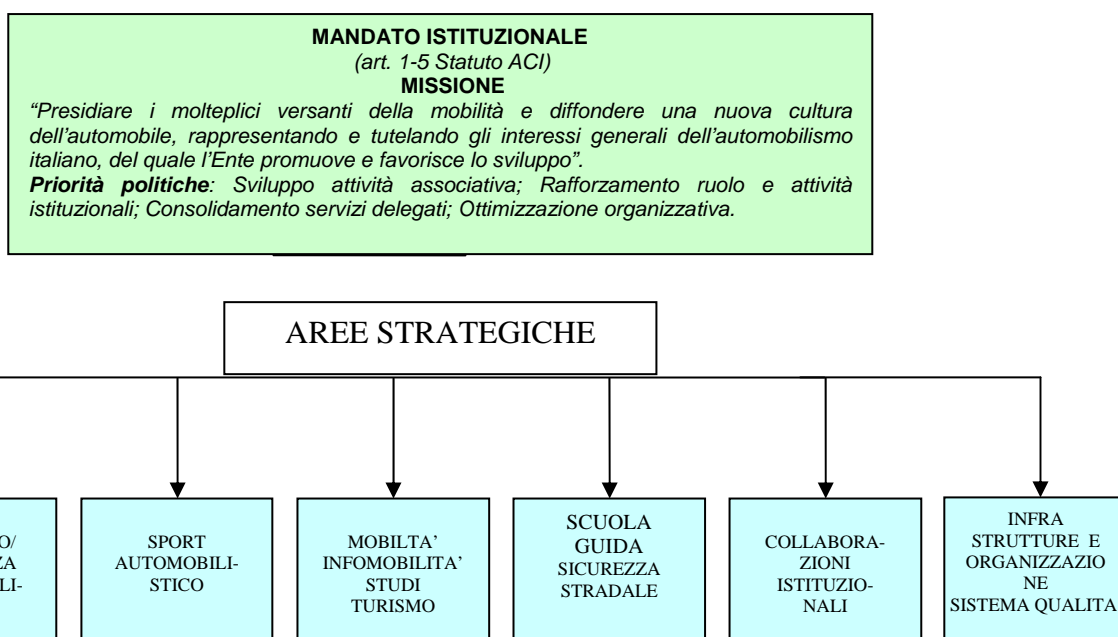 MANDATO ISTITUZIONALE
(art. 1-5 Statuto ACI)
MISSIONE
“Presidiare i molteplici versanti della mobilità e diffondere una nuova cultura
dell’automobile, rappresentando e tutelando gli interessi generali dell’automobilismo
italiano, del quale l’Ente promuove e favorisce lo sviluppo”.
Priorità politiche: Sviluppo attività associativa; Rafforzamento ruolo e attività
istituzionali; Consolidamento servizi delegati; Ottimizzazione organizzativa.
AREE STRATEGICHE
SPORT
AUTOMOBILI-
STICO
MOBILTA’
INFOMOBILITA’
STUDI
TURISMO
SCUOLA
GUIDA
SICUREZZA
STRADALE
COLLABORA-
ZIONI
ISTITUZIO-
NALI
INFRA
STRUTTURE E
ORGANIZZAZIO
NE
SISTEMA QUALITA